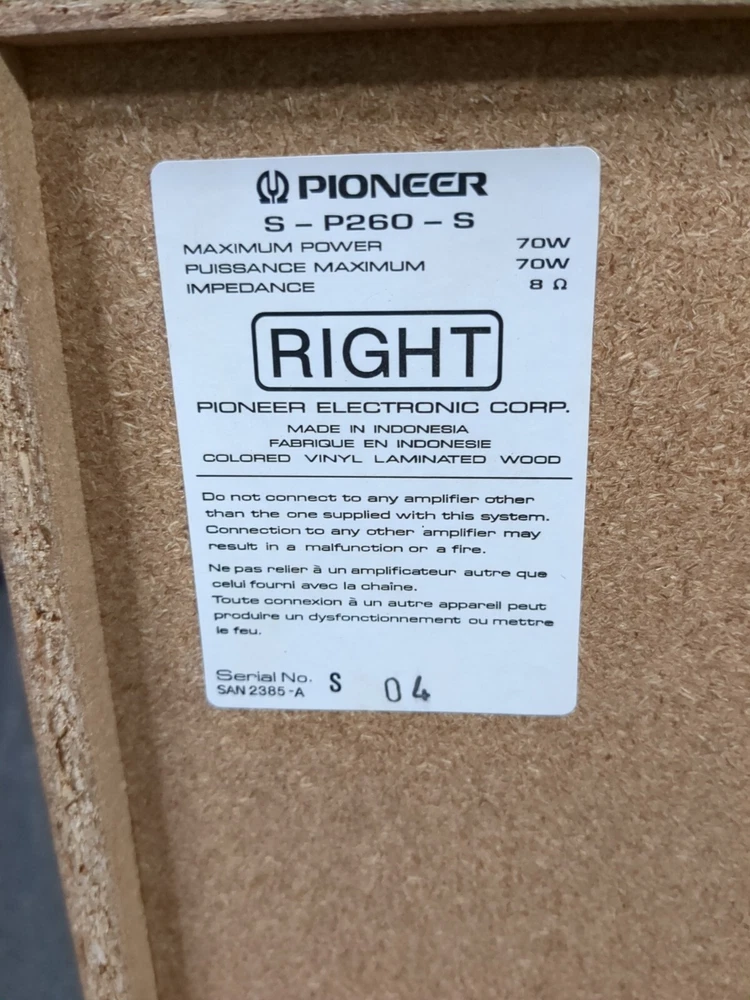 PIONEER
S - P260 - S
MAXIMUM POWER 70W
PUISSANCE MAXIMUM 70W
IMPEDANCE 8 Ω
RIGHT
PIONEER ELECTRONIC CORP.
MADE IN INDONESIA
FABRIQUE EN INDONESIE
COLORED VINYL LAMINATED WOOD
Do not connect to any amplifier other
than the one supplied with this system.
Connection to any other amplifier may
result in a malfunction or a fire.
Ne pas relier à un amplificateur autre que
celui fourni avec la chaîne.
Toute connexion à un autre appareil peut
produire un dysfonctionnement ou mettre
le feu.
Serial No. S 04
SAN 2385-A